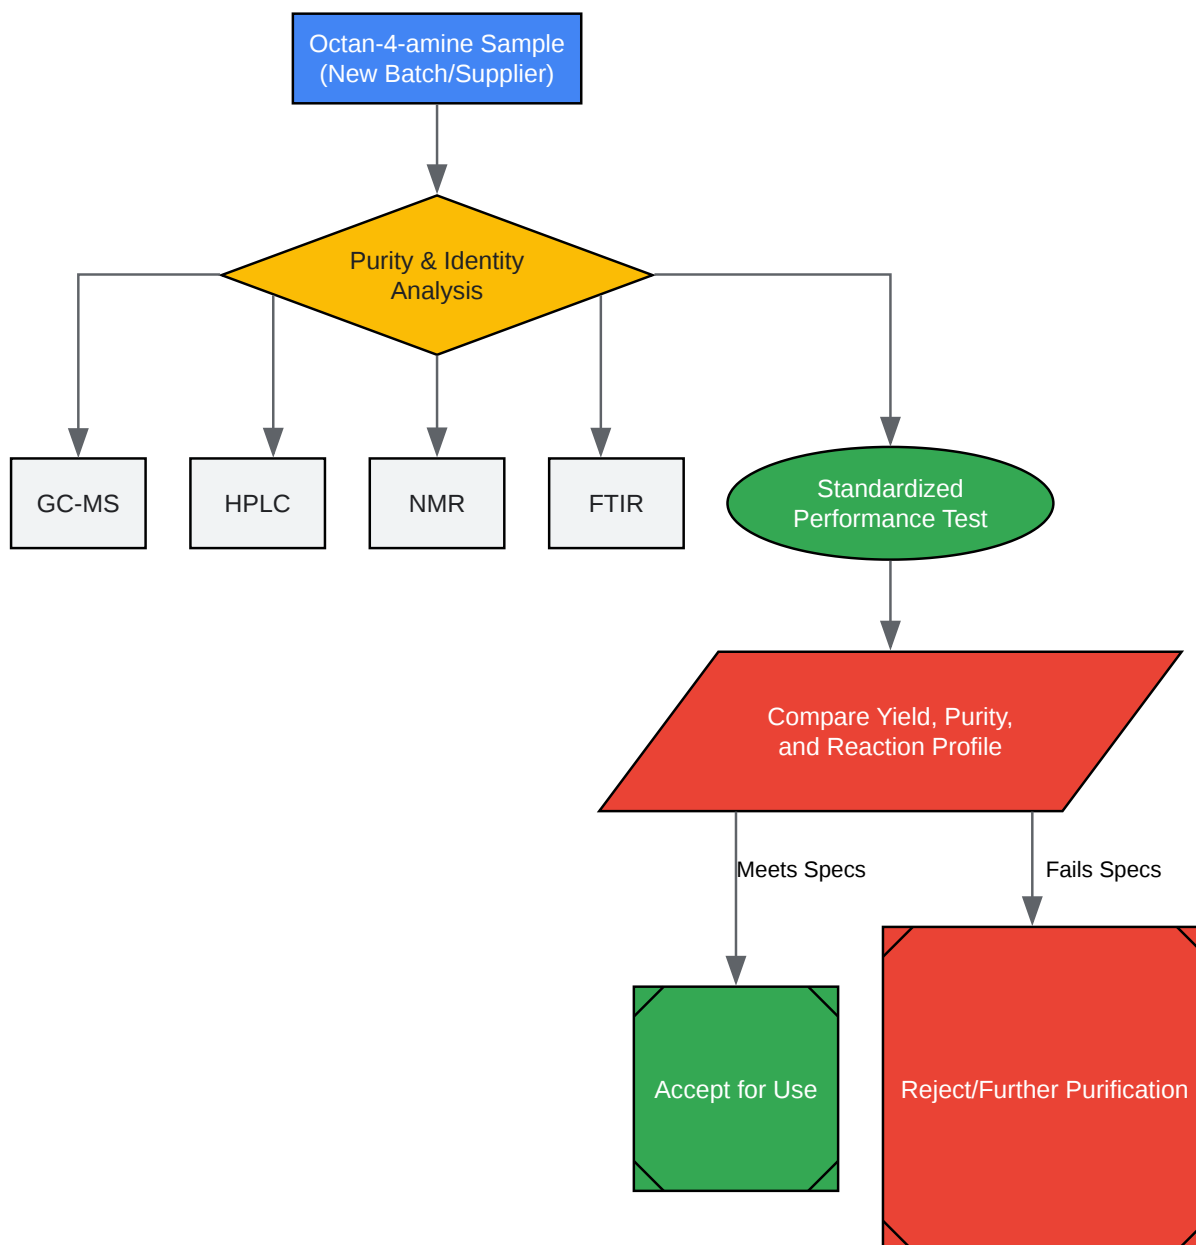 Octan-4-amine Sample
(New Batch/Supplier)
Purity & Identity
Analysis
GC-MS
HPLC
NMR
FTIR
Standardized
Performance Test
Compare Yield, Purity,
and Reaction Profile
Meets Specs
Fails Specs
Accept for Use
Reject/Further Purification